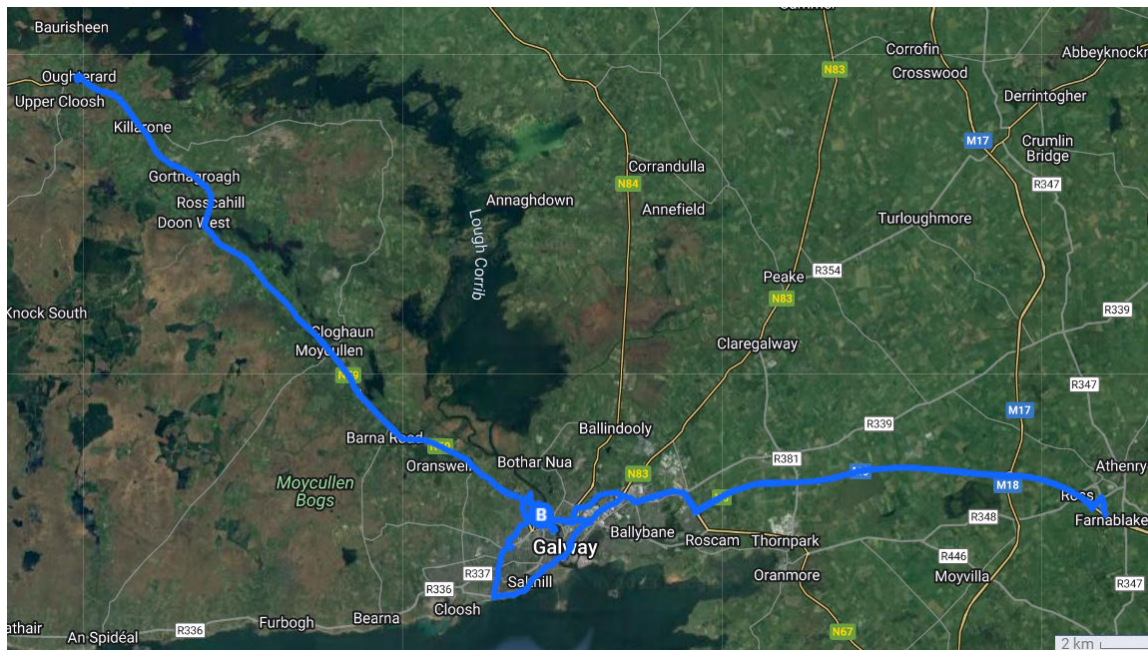 Baurisheen
Oughterard
Upper Cloosh
Killarone
Gortnagroagh
Rosscahill
Doon West
Knock South
Cloghaun
Moycullen
Barna Road
Oranswell
Bothar Nua
Moycullen
Bogs
Lough Corrib
Annaghdown
Corrandulla
N84
Annefield
N83
Corrofin
Crosswood
Abbeyknock
Derrintogher
M17
Crumlin
Bridge
R347
Turloughmore
Peake
R354
N83
R339
Claregalway
R347
M17
R339
Ballindooly
N83
R381
Athenry
M18
Farnablake
B
Galway
Ballybane
Roscam
Thornpark
R348
R446
Oranmore
Moyvilla
R347
R337
Salthill
R336
Cloosh
Bearna
Furbogh
R336
An Spidéal
athair
N67
2 km